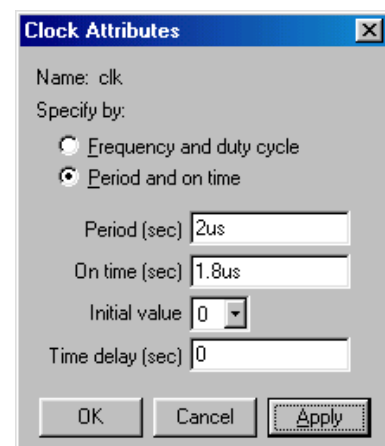 Clock Attributes
Name: clk
Specify by:
Frequency and duty cycle
Period and on time
Period (sec) 2us
On time (sec) 1.8us
Initial value 0
Time delay (sec) 0
OK Cancel Apply